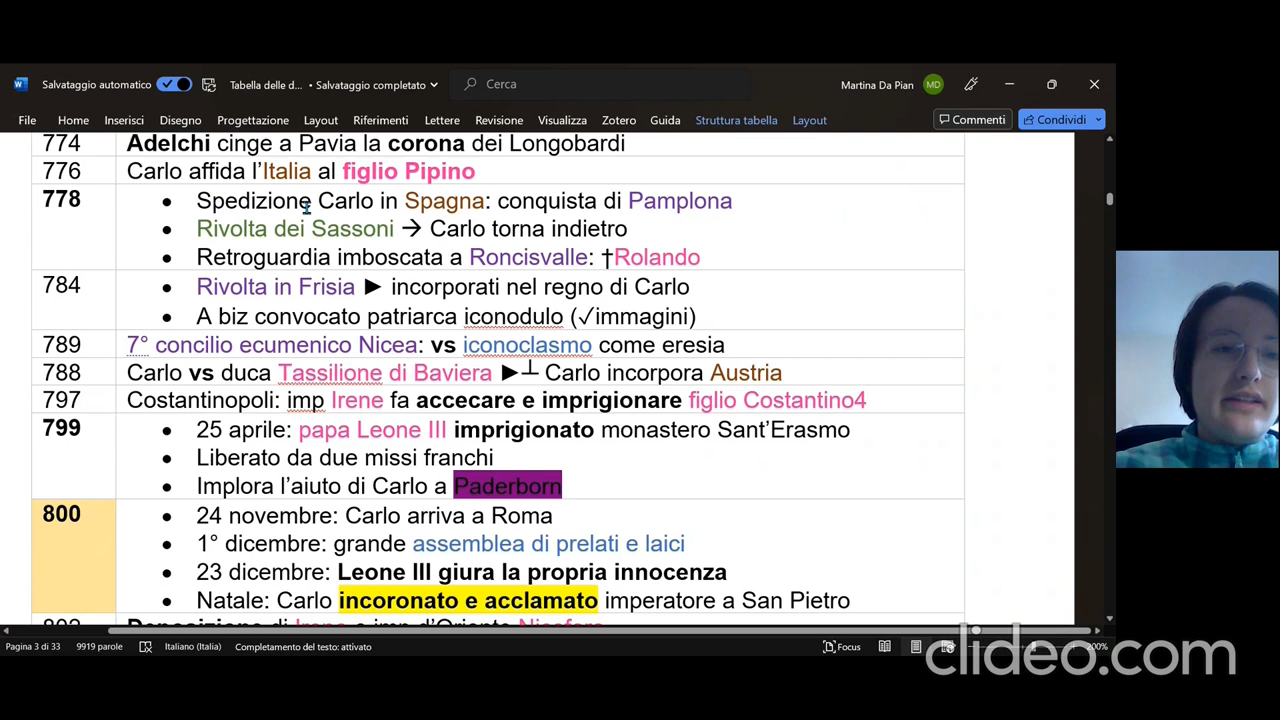 Salvataggio automatico Tabella delle d... • Salvataggio completato Cerca Martina Da Pian MD
File Home Inserisci Disegno Progettazione Layout Riferimenti Lettere Revisione Visualizza Zotero Guida Struttura tabella Layout Commenti Condividi
774 Adelchi cinge a Pavia la corona dei Longobardi
776 Carlo affida l'Italia al figlio Pipino
778 • Spedizione Carlo in Spagna: conquista di Pamplona
• Rivolta dei Sassoni → Carlo torna indietro
• Retroguardia imboscata a Roncisvalle: †Rolando
784 • Rivolta in Frisia ► incorporati nel regno di Carlo
• A biz convocato patriarca iconodulo (✓immagini)
789 7° concilio ecumenico Nicea: vs iconoclasmo come eresia
788 Carlo vs duca Tassilione di Baviera ►┴ Carlo incorpora Austria
797 Costantinopoli: imp Irene fa accecare e imprigionare figlio Costantino4
799 • 25 aprile: papa Leone III imprigionato monastero Sant'Erasmo
• Liberato da due missi franchi
• Implora l'aiuto di Carlo a Paderborn
800 • 24 novembre: Carlo arriva a Roma
• 1° dicembre: grande assemblea di prelati e laici
• 23 dicembre: Leone III giura la propria innocenza
• Natale: Carlo incoronato e acclamato imperatore a San Pietro
Deposizione di Irene
Pagina 3 di 33 9919 parole Italiano (Italia) Completamento del testo: attivato Focus 200%
clideo.com